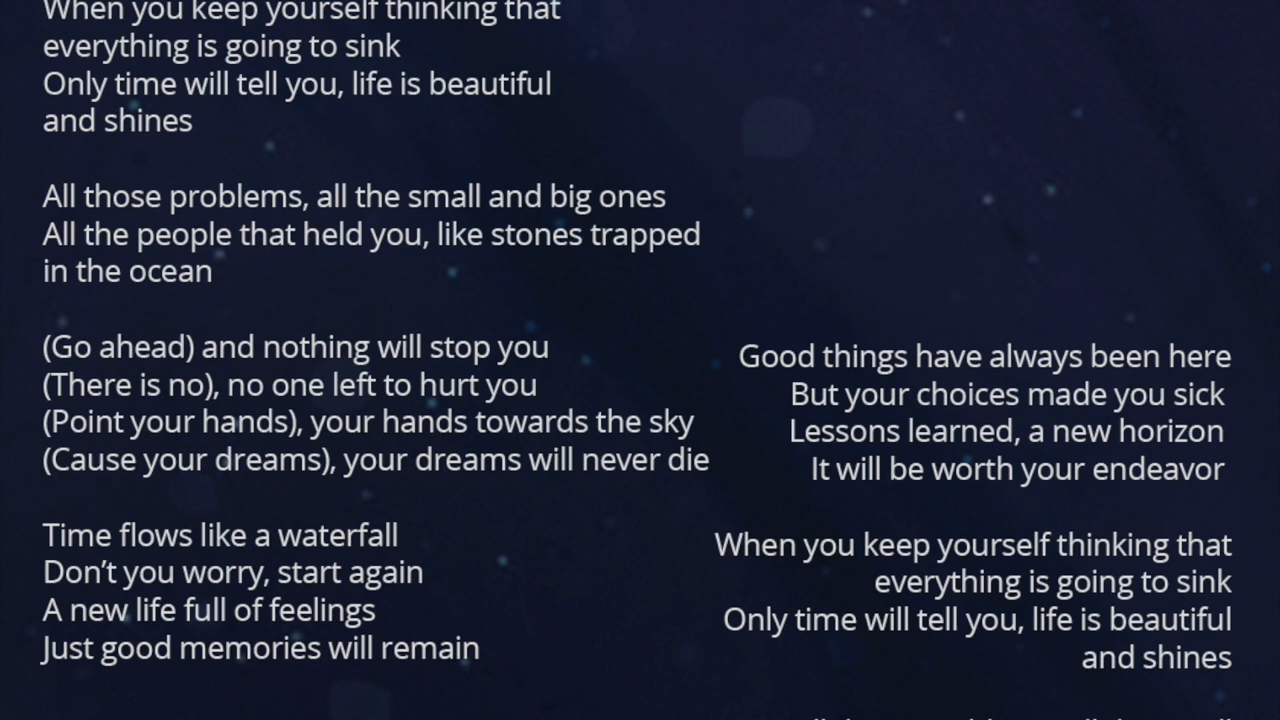 When you keep yourself thinking that
everything is going to sink
Only time will tell you, life is beautiful
and shines
All those problems, all the small and big ones
All the people that held you, like stones trapped
in the ocean
(Go ahead) and nothing will stop you
(There is no), no one left to hurt you
(Point your hands), your hands towards the sky
(Cause your dreams), your dreams will never die
Time flows like a waterfall
Don’t you worry, start again
A new life full of feelings
Just good memories will remain
Good things have always been here
But your choices made you sick
Lessons learned, a new horizon
It will be worth your endeavor
When you keep yourself thinking that
everything is going to sink
Only time will tell you, life is beautiful
and shines